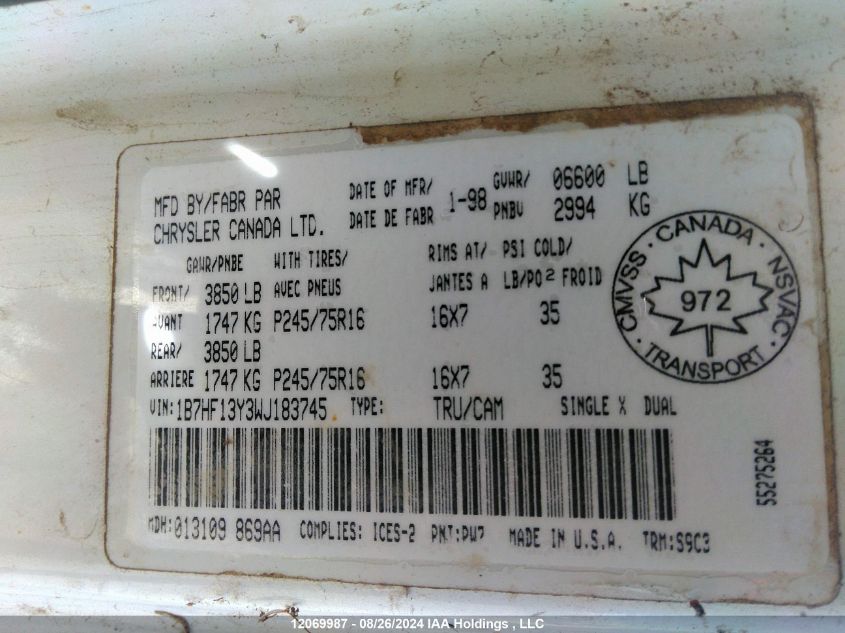 MFD BY/FABR PAR DATE OF MFR/ 1-98 GVWR/ 06600 LB
CHRYSLER CANADA LTD. DATE DE FABR PNBV 2994 KG
GAWR/PNBE WITH TIRES/ RIMS AT/ PSI COLD/
FRONT/ 3850 LB AVEC PNEUS JANTES A LB/PO2 FROID
AVANT 1747 KG P245/75R16 16X7 35
REAR/ 3850 LB
ARRIERE 1747 KG P245/75R16 16X7 35
VIN:1B7HF13Y3WJ183745 TYPE: TRU/CAM SINGLE X DUAL
MDH:013109 869AA COMPLIES: ICES-2 PNT:PW7 MADE IN U.S.A. TRM:S9C3
55275264
CMVSS · CANADA · NSVAC · TRANSPORT ·
972
12069987 - 08/26/2024 IAA Holdings , LLC